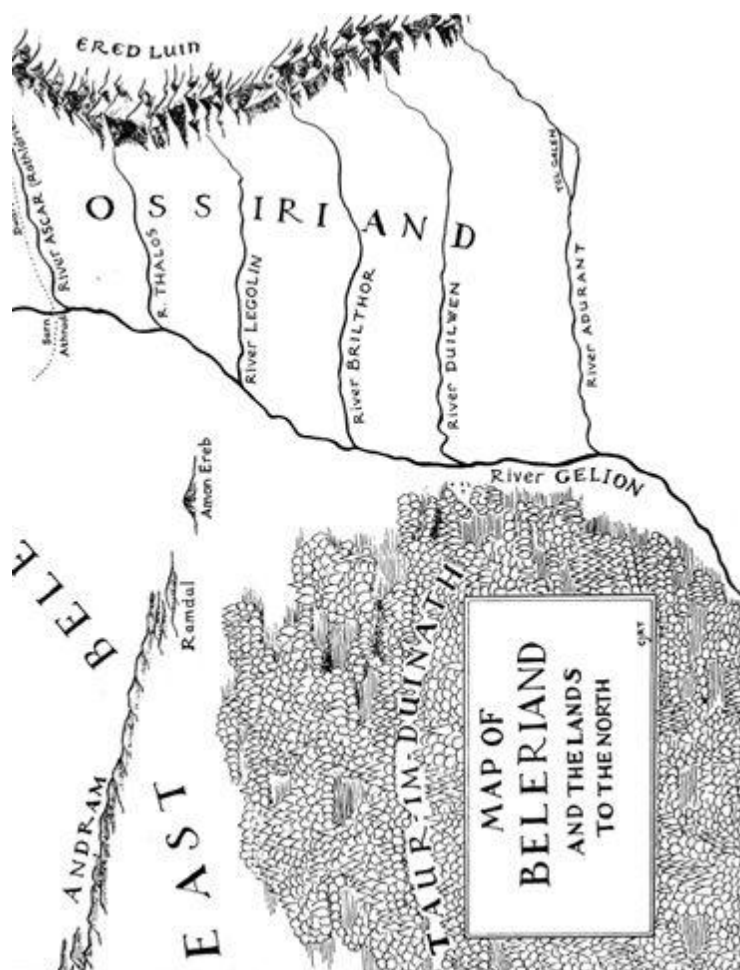 ERED LUIN
OSSIRIAND
River ASCAR
R. THALOS
River LEGOLIN
River BRILTHOR
River DUILWEN
TOL GALEN
River ADURANT
Sarn
Athrad
River GELION
Amon Ereb
Ramdal
BELE
EAST
ANDRAM
TAUR-IM-DUINATH
MAP OF
BELERIAND
AND THE LANDS
TO THE NORTH
CJRT